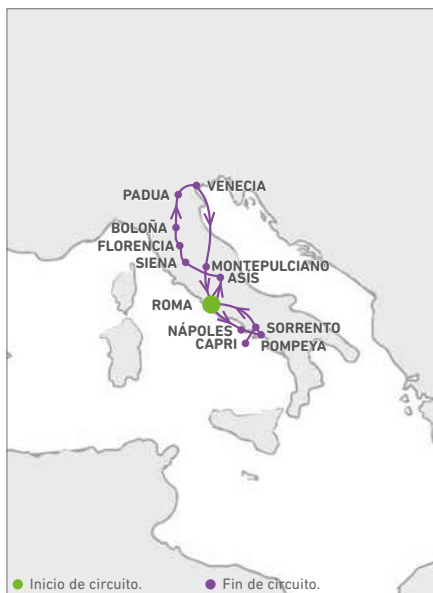 VENECIA
PADUA
BOLOÑA
FLORENCIA
SIENA
MONTEPULCIANO
ASÍS
ROMA
NÁPOLES
SORRENTO
CAPRI
POMPEYA
Inicio de circuito.
Fin de circuito.